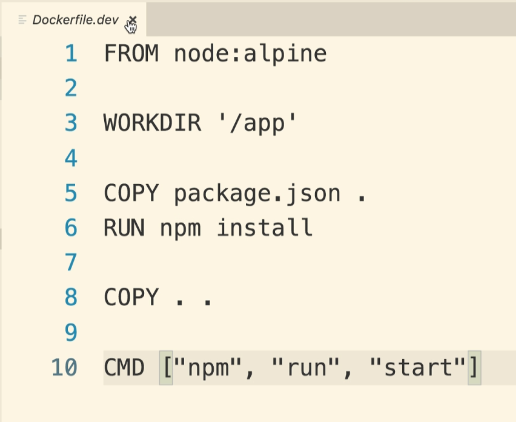 Dockerfile.dev
1 FROM node:alpine
2
3 WORKDIR '/app'
4
5 COPY package.json .
6 RUN npm install
7
8 COPY . .
9
10 CMD ["npm", "run", "start"]